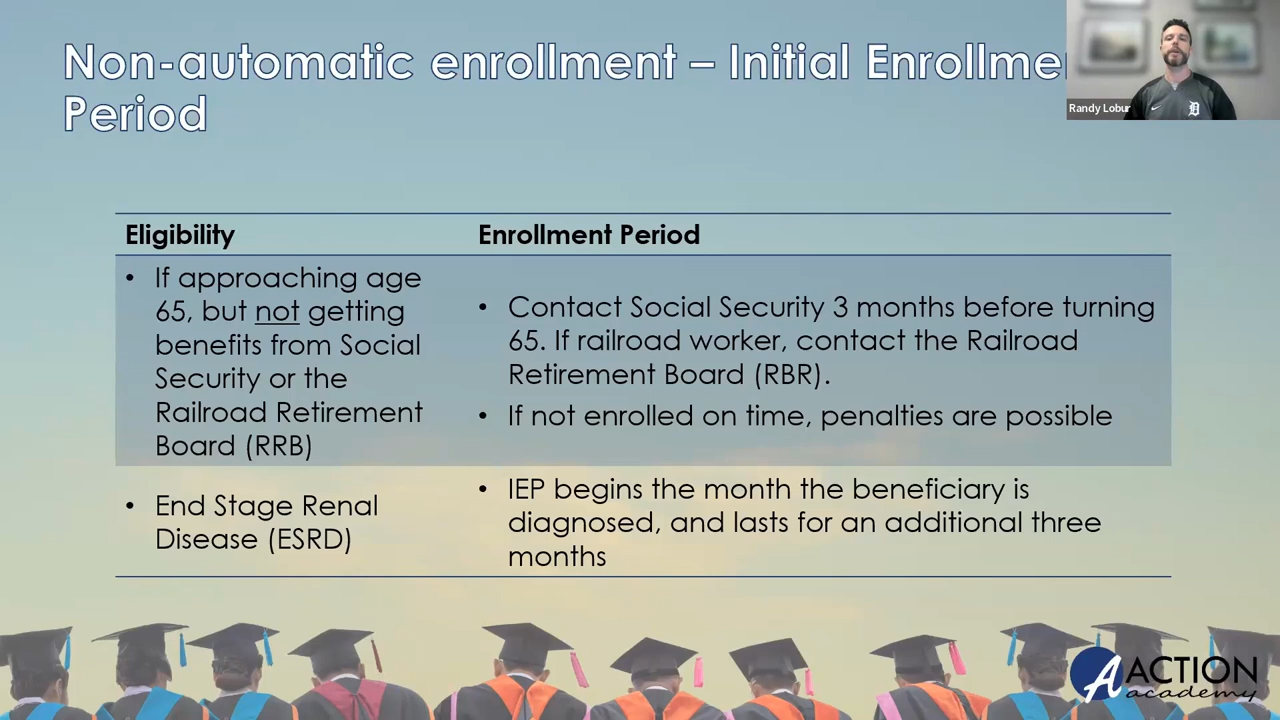 Non-automatic enrollment – Initial Enrollme
Period
Randy Lobur
Eligibility
Enrollment Period
• If approaching age
65, but not getting
benefits from Social
Security or the
Railroad Retirement
Board (RRB)
• Contact Social Security 3 months before turning
65. If railroad worker, contact the Railroad
Retirement Board (RBR).
• If not enrolled on time, penalties are possible
• End Stage Renal
Disease (ESRD)
• IEP begins the month the beneficiary is
diagnosed, and lasts for an additional three
months
A ACTION
academy